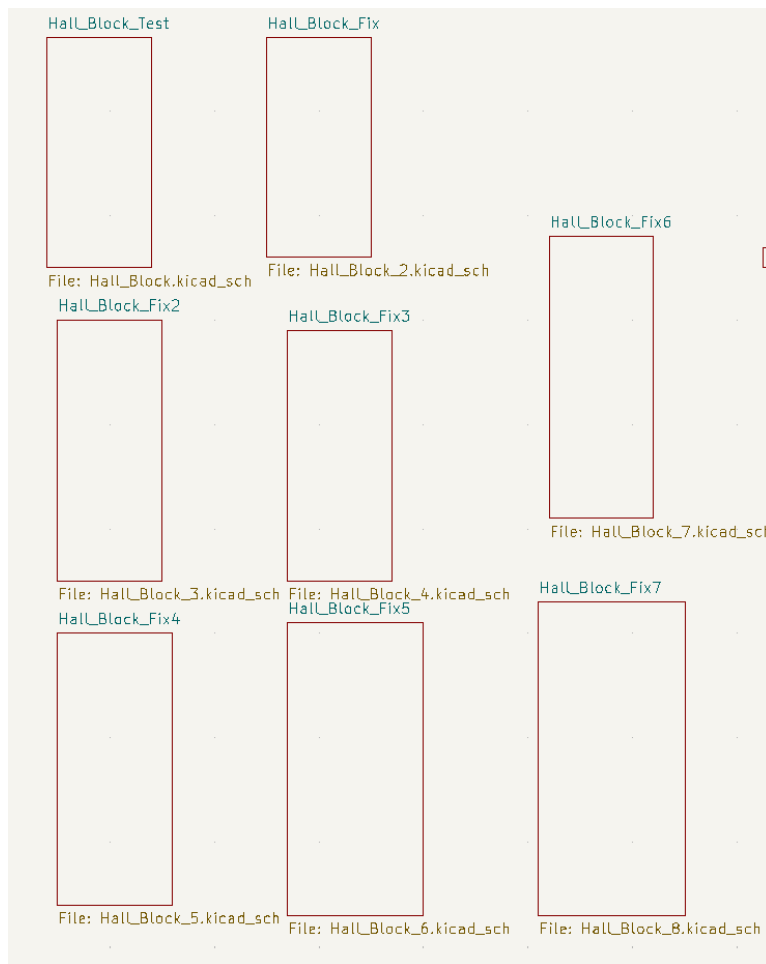 Hall_Block_Test
Hall_Block_Fix
File: Hall_Block.kicad_sch
File: Hall_Block_2.kicad_sch
Hall_Block_Fix6
File: Hall_Block_7.kicad_sch
Hall_Block_Fix2
Hall_Block_Fix3
File: Hall_Block_3.kicad_sch
File: Hall_Block_4.kicad_sch
Hall_Block_Fix4
Hall_Block_Fix5
Hall_Block_Fix7
File: Hall_Block_5.kicad_sch
File: Hall_Block_6.kicad_sch
File: Hall_Block_8.kicad_sch